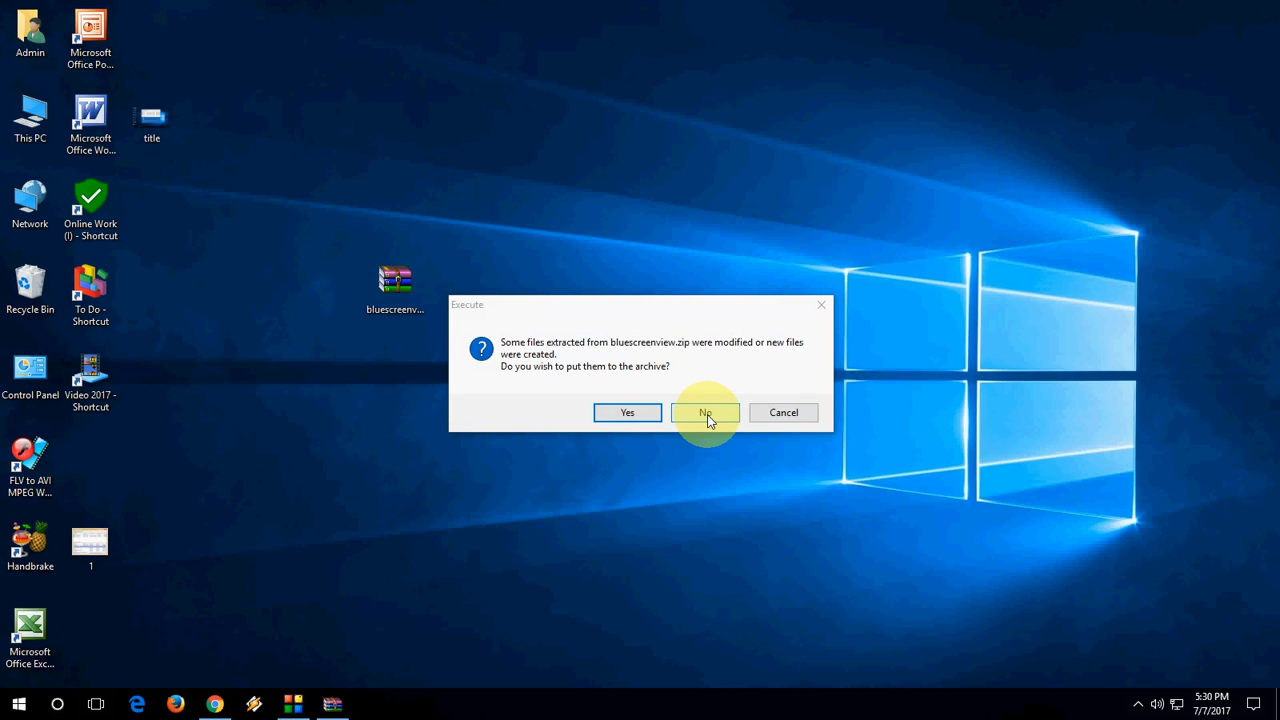 Admin
Microsoft
Office Po...
This PC
Microsoft
Office Wo...
title
Network
Online Work
(I) - Shortcut
Recycle Bin
To Do -
Shortcut
bluescreenv...
Control Panel
Video 2017 -
Shortcut
FLV to AVI
MPEG W...
Handbrake
1
Microsoft
Office Exc...
Execute
Some files extracted from bluescreenview.zip were modified or new files
were created.
Do you wish to put them to the archive?
Yes
No
Cancel
5:30 PM
7/7/2017